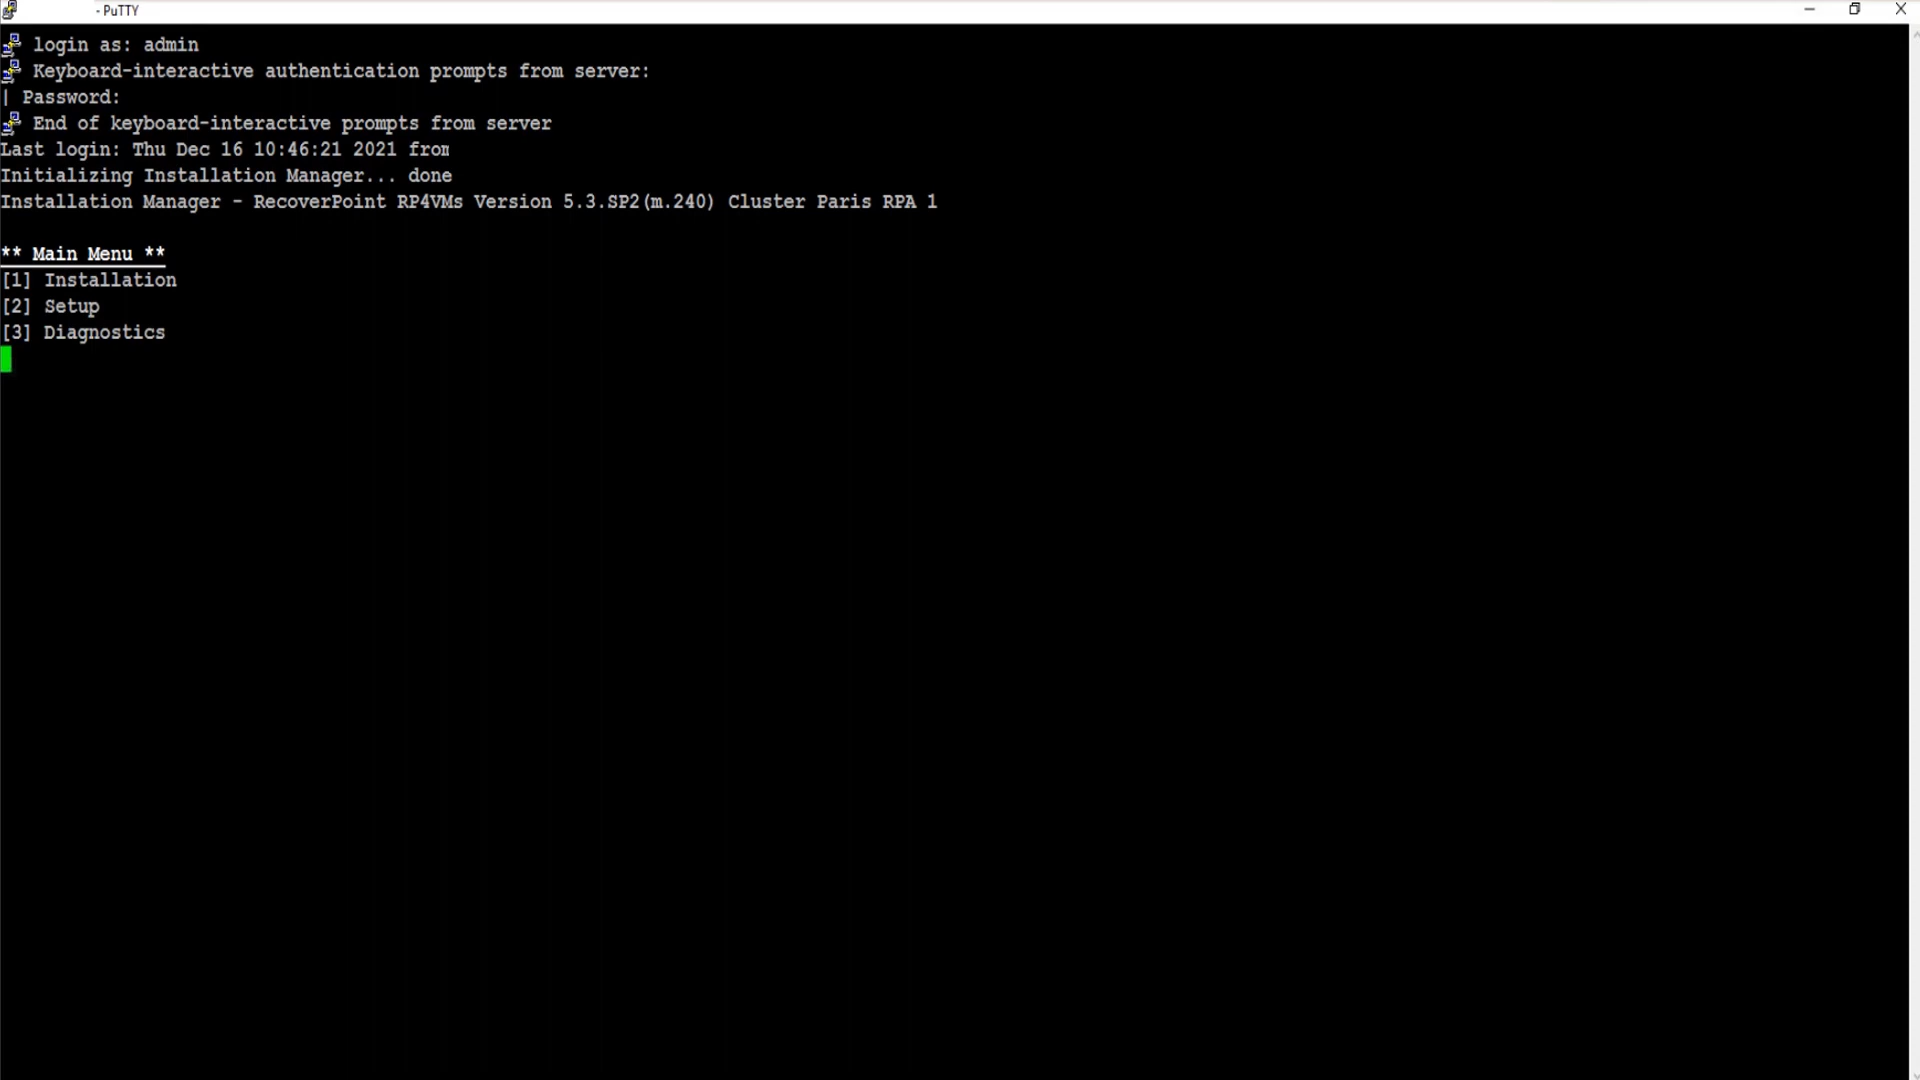 - PuTTY
login as: admin
Keyboard-interactive authentication prompts from server:
| Password:
End of keyboard-interactive prompts from server
Last login: Thu Dec 16 10:46:21 2021 from
Initializing Installation Manager... done
Installation Manager - RecoverPoint RP4VMs Version 5.3.SP2(m.240) Cluster Paris RPA 1
** Main Menu **
[1] Installation
[2] Setup
[3] Diagnostics